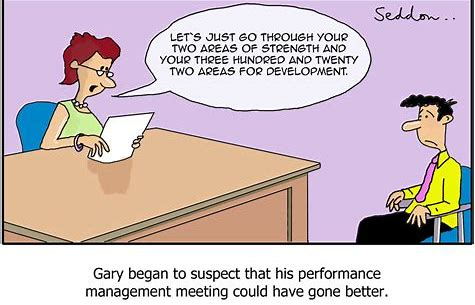 Seddon..
LET'S JUST GO THROUGH YOUR
TWO AREAS OF STRENGTH AND
YOUR THREE HUNDRED AND TWENTY
TWO AREAS FOR DEVELOPMENT.
Gary began to suspect that his performance
management meeting could have gone better.